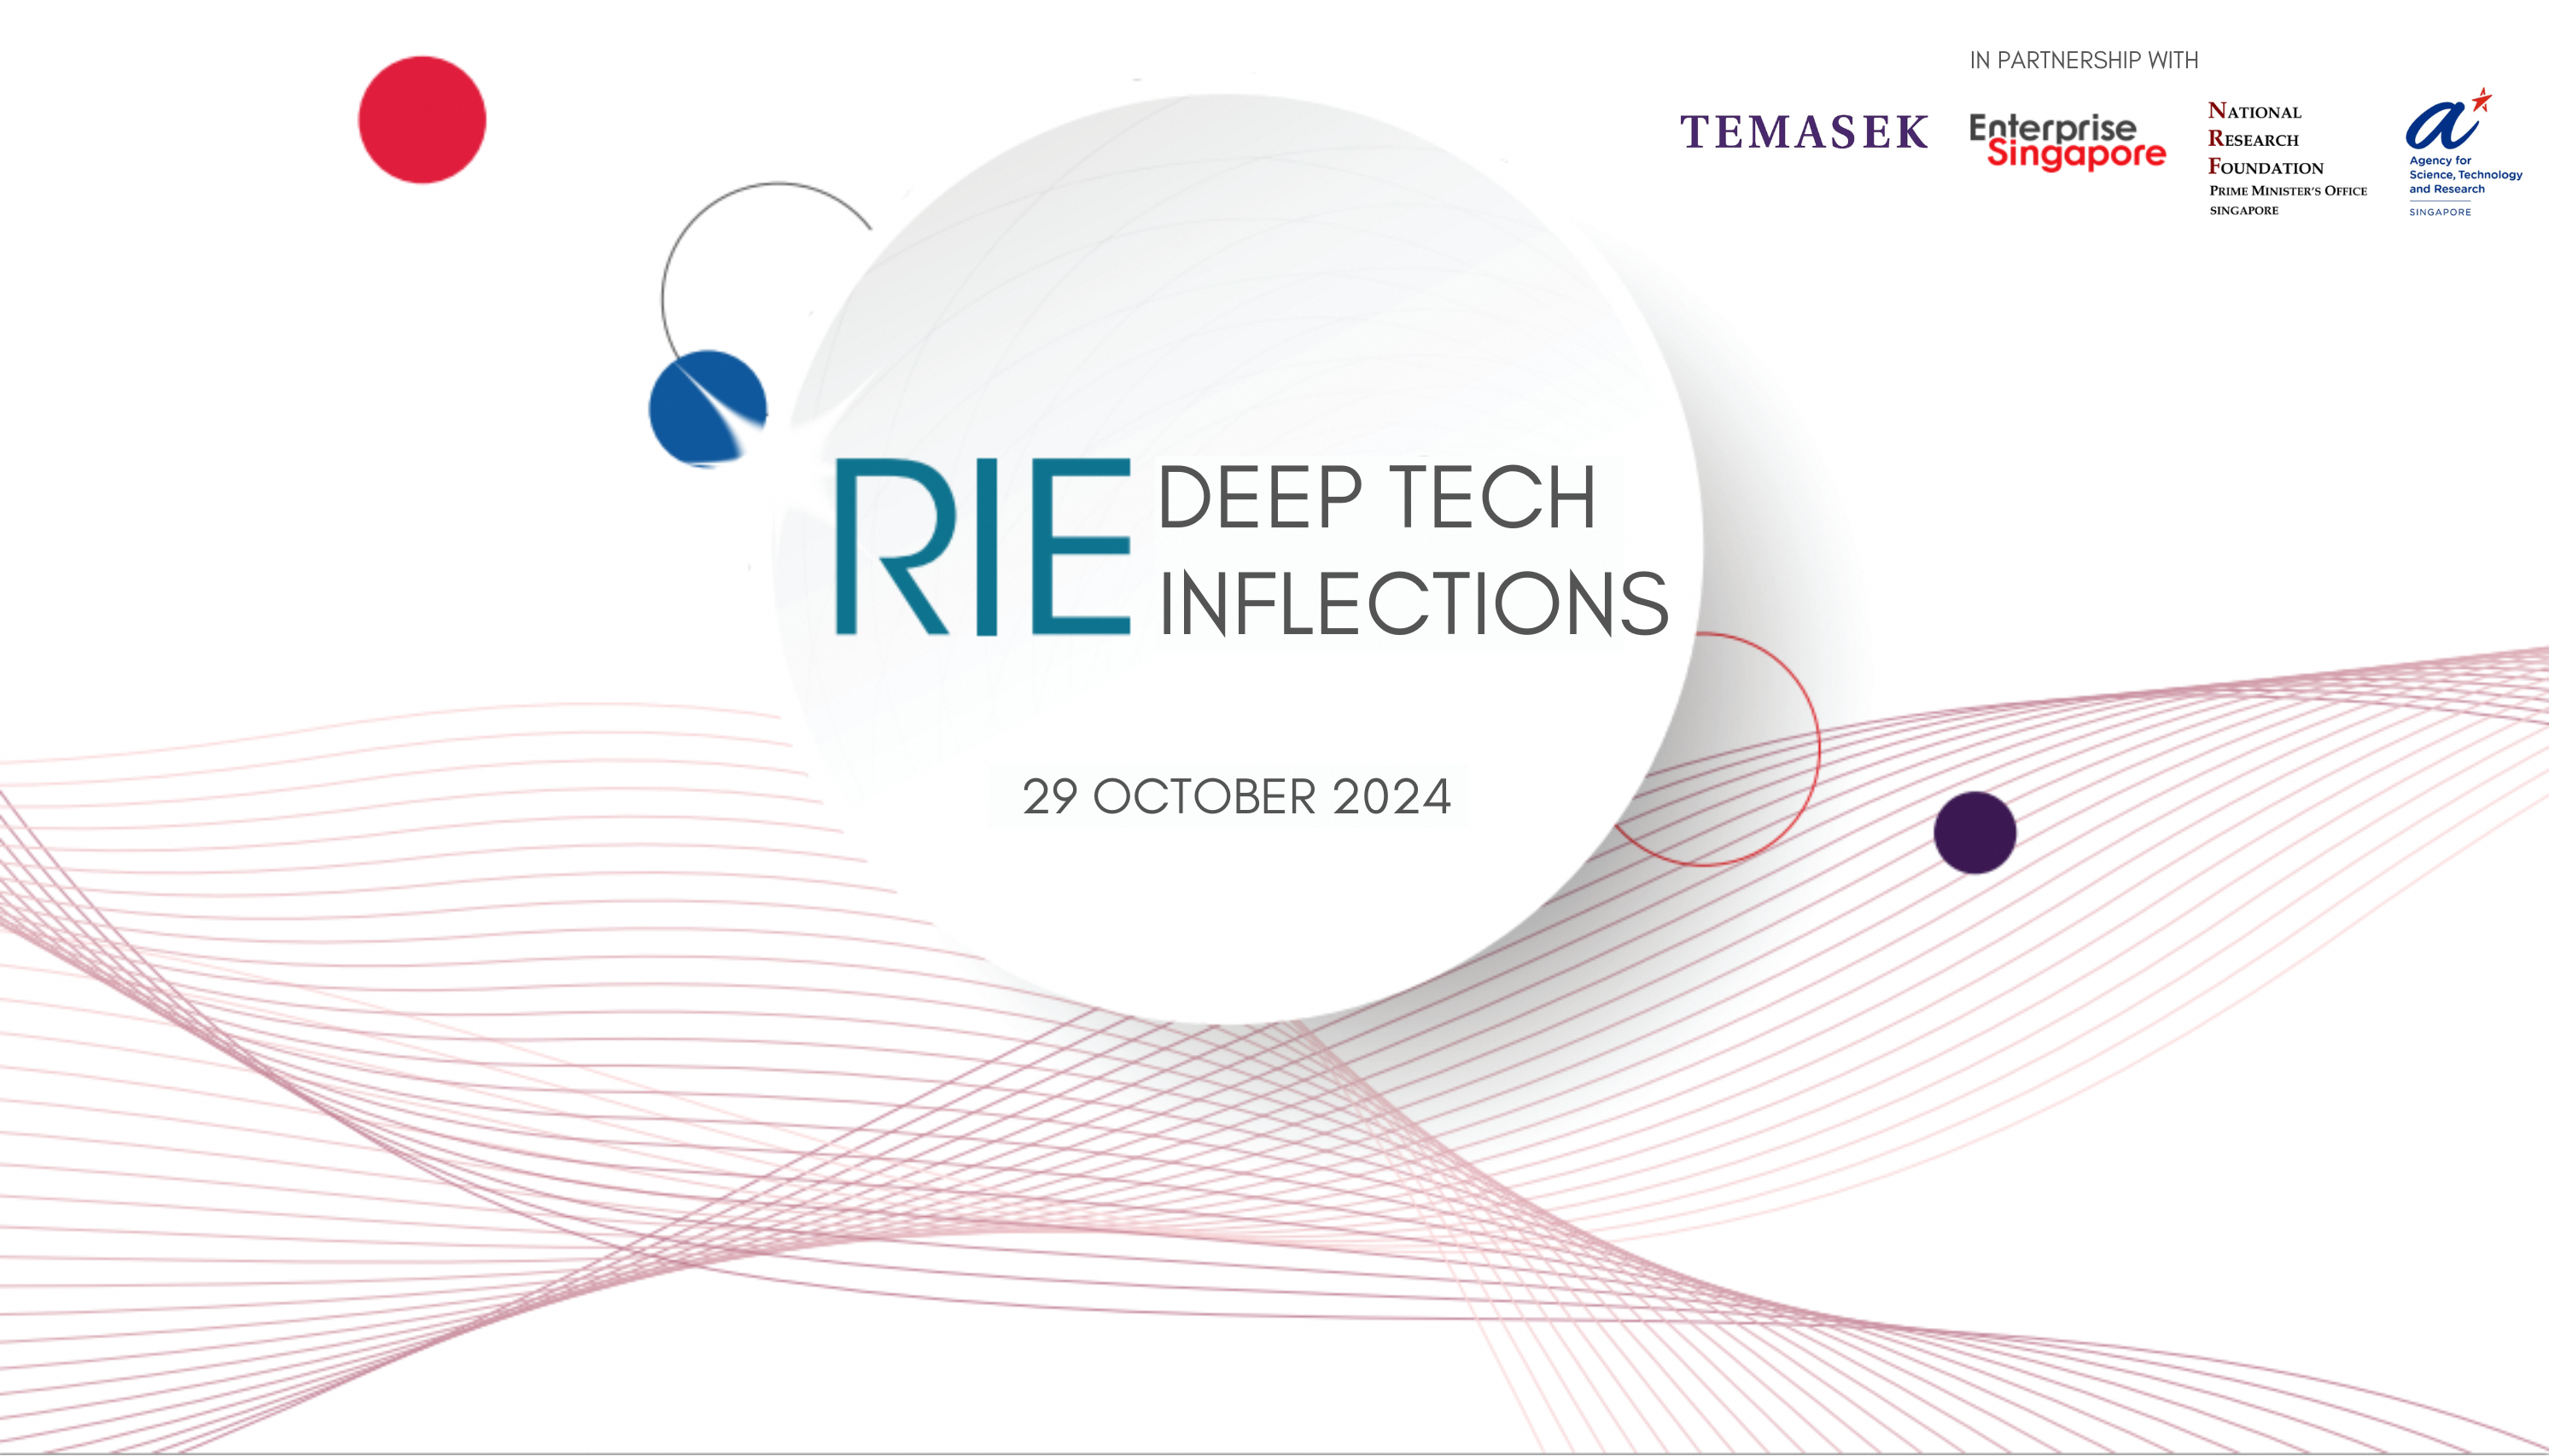 IN PARTNERSHIP WITH
TEMASEK
Enterprise
Singapore
NATIONAL
RESEARCH
FOUNDATION
PRIME MINISTER'S OFFICE
SINGAPORE
a
Agency for
Science, Technology
and Research
SINGAPORE
RIE
DEEP TECH
INFLECTIONS
29 OCTOBER 2024